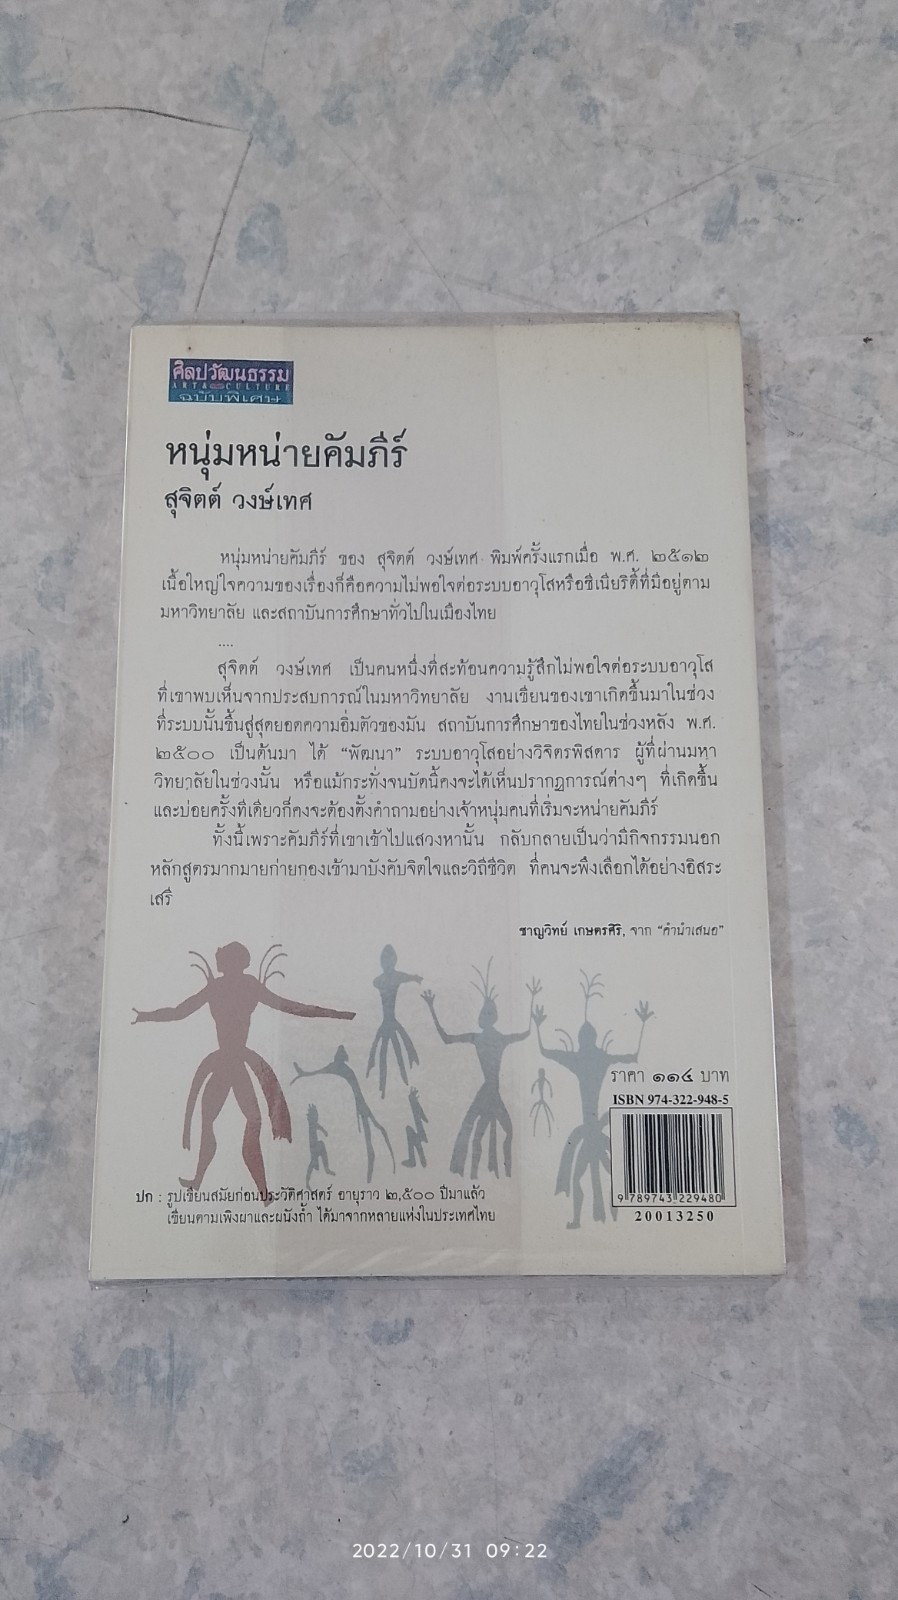 ศิลปวัฒนธรรม
ART & CULTURE
ฉบับพิเศษ
หนุ่มหน่ายคัมภีร์
สุจิตต์ วงษ์เทศ
หนุ่มหน่ายคัมภีร์ ของ สุจิตต์ วงษ์เทศ พิมพ์ครั้งแรกเมื่อ พ.ศ. ๒๕๑๒
เนื้อใหญ่ใจความของเรื่องก็คือความไม่พอใจต่อระบบอาวุโสหรือซีเนียริตี้ที่มีอยู่ตาม
มหาวิทยาลัย และสถาบันการศึกษาทั่วไปในเมืองไทย
....
สุจิตต์ วงษ์เทศ เป็นคนหนึ่งที่สะท้อนความรู้สึกไม่พอใจต่อระบบอาวุโส
ที่เขาพบเห็นจากประสบการณ์ในมหาวิทยาลัย งานเขียนของเขาเกิดขึ้นมาในช่วง
ที่ระบบนั้นขึ้นสู่สุดยอดความอิ่มตัวของมัน สถาบันการศึกษาของไทยในช่วงหลัง พ.ศ.
๒๕๐๐ เป็นต้นมา ได้ “พัฒนา” ระบบอาวุโสอย่างวิจิตรพิสดาร ผู้ที่ผ่านมหา
วิทยาลัยในช่วงนั้น หรือแม้กระทั่งจนบัดนี้คงจะได้เห็นปรากฏการณ์ต่างๆ ที่เกิดขึ้น
และบ่อยครั้งทีเดียวก็คงจะต้องตั้งคำถามอย่างเจ้าหนุ่มคนที่เริ่มจะหน่ายคัมภีร์
ทั้งนี้เพราะคัมภีร์ที่เขาเข้าไปแสวงหานั้น กลับกลายเป็นว่ามีกิจกรรมนอก
หลักสูตรมากมายก่ายกองเข้ามาบังคับจิตใจและวิถีชีวิต ที่คนจะพึงเลือกได้อย่างอิสระ
เสรี
ชาญวิทย์ เกษตรศิริ, จาก “คำนำเสนอ”
ราคา ๑๑๔ บาท
ISBN 974-322-948-5
9 789743 229480
20013250
ปก : รูปเขียนสมัยก่อนประวัติศาสตร์ อายุราว ๒,๕๐๐ ปีมาแล้ว
เขียนตามเพิงผาและผนังถ้ำ ได้มาจากหลายแห่งในประเทศไทย
2022/10/31 09:22